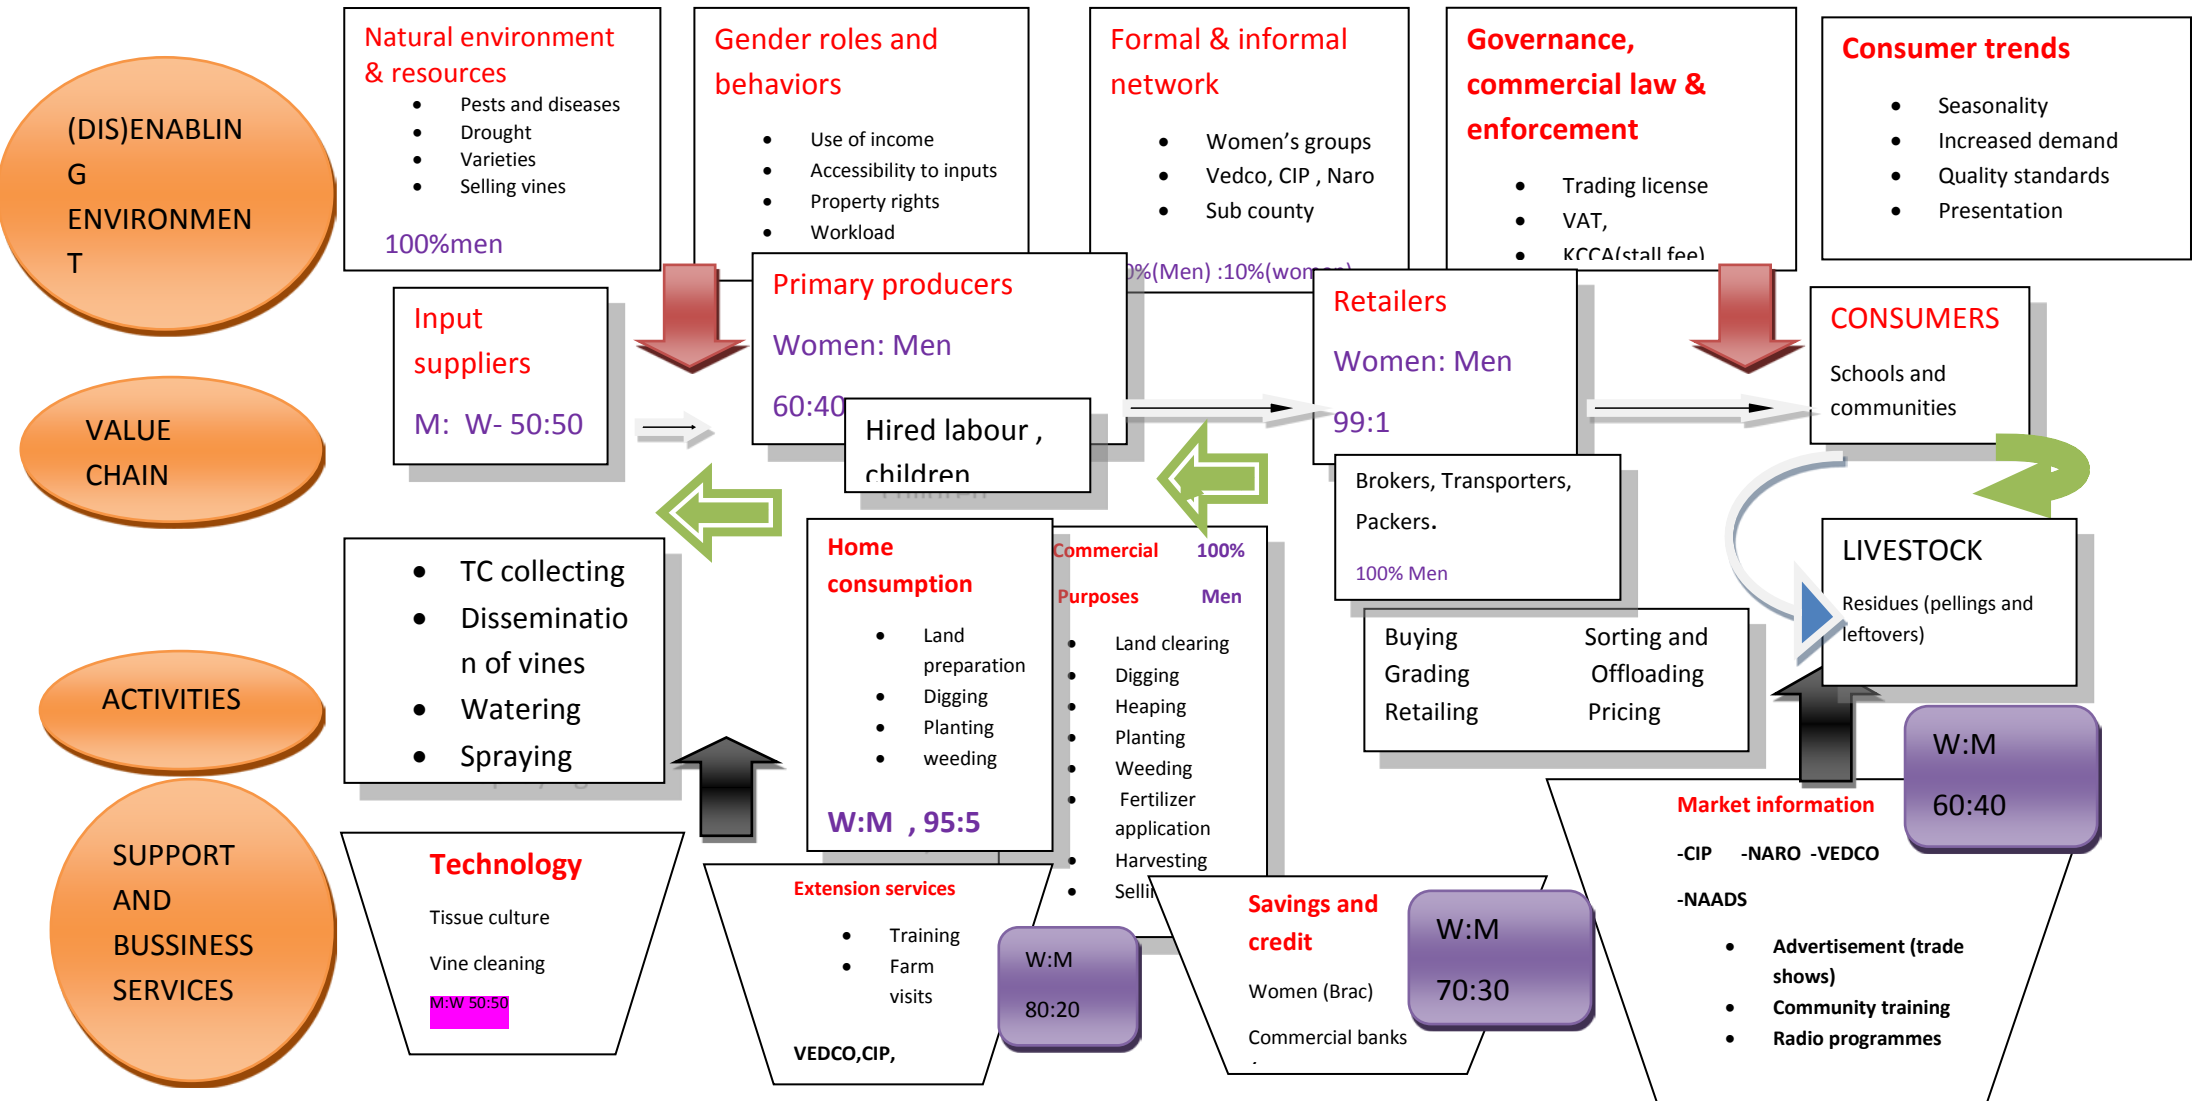 (DIS)ENABLIN
G
ENVIRONMEN
T
Natural environment
& resources
• Pests and diseases
• Drought
• Varieties
• Selling vines
100%men
Gender roles and
behaviors
• Use of income
• Accessibility to inputs
• Property rights
• Workload
Formal & informal
network
• Women's groups
• Vedco, CIP , Naro
• Sub county
0%(Men) :10%(women)
Governance,
commercial law &
enforcement
• Trading license
• VAT,
• KCCA(stall fee)
Consumer trends
• Seasonality
• Increased demand
• Quality standards
• Presentation
VALUE
CHAIN
Input
suppliers
M: W- 50:50
Primary producers
Women: Men
60:40
Hired labour ,
children
Retailers
Women: Men
99:1
Brokers, Transporters,
Packers.
100% Men
CONSUMERS
Schools and
communities
LIVESTOCK
Residues (pellings and
leftovers)
ACTIVITIES
• TC collecting
• Disseminatio
n of vines
• Watering
• Spraying
Home
consumption
• Land
preparation
• Digging
• Planting
• weeding
W:M , 95:5
Commercial 100%
Purposes Men
• Land clearing
• Digging
• Heaping
• Planting
• Weeding
• Fertilizer
application
• Harvesting
• Selli
Buying Sorting and
Grading Offloading
Retailing Pricing
SUPPORT
AND
BUSSINESS
SERVICES
Technology
Tissue culture
Vine cleaning
M:W 50:50
Extension services
• Training
• Farm
visits
VEDCO,CIP,
W:M
80:20
Savings and
credit
Women (Brac)
Commercial banks
W:M
70:30
Market information
-CIP -NARO -VEDCO
-NAADS
• Advertisement (trade
shows)
• Community training
• Radio programmes
W:M
60:40